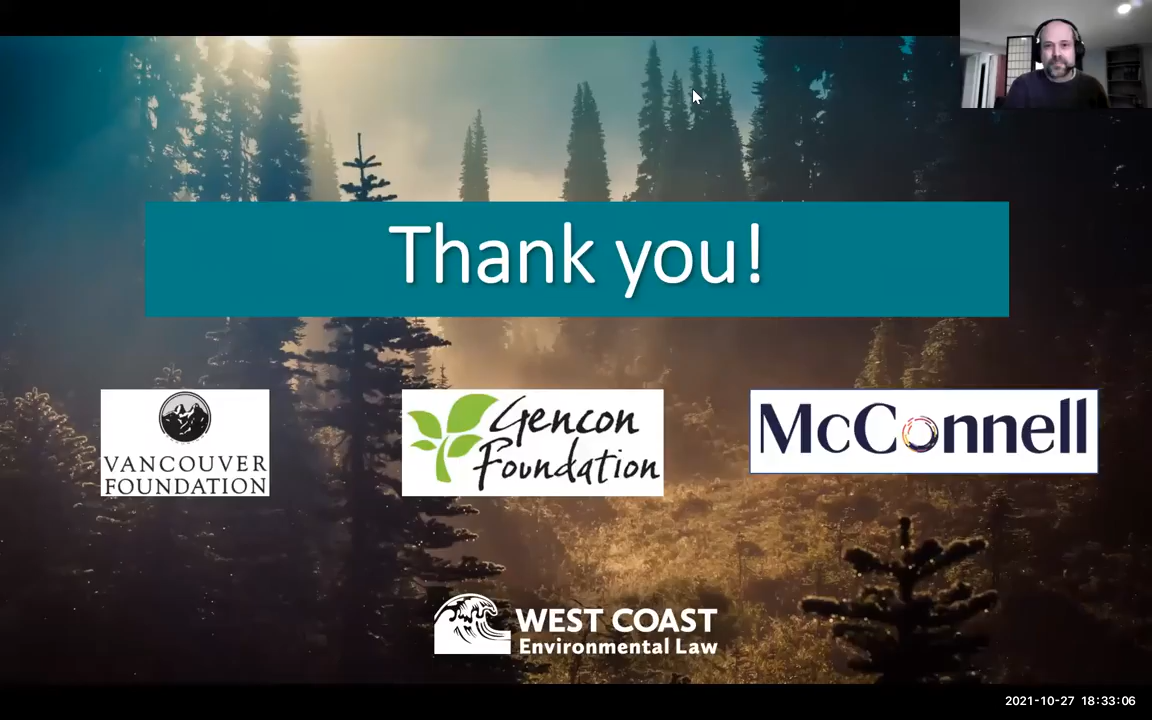 Thank you!
VANCOUVER
FOUNDATION
Gencon
Foundation
McConnell
WEST COAST
Environmental Law
2021-10-27 18:33:06